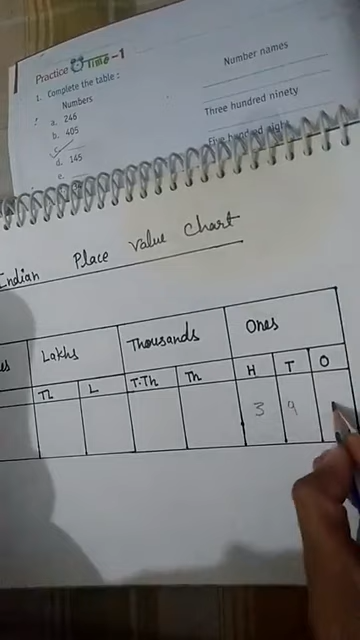 Practice Time-1
1. Complete the table :
Numbers
Number names
a. 246
b. 405
c.
Three hundred ninety
d. 145
Five hundred eight
e.
Indian Place Value Chart
Lakhs Thousands Ones
TL L T.Th Th H T O
3 9